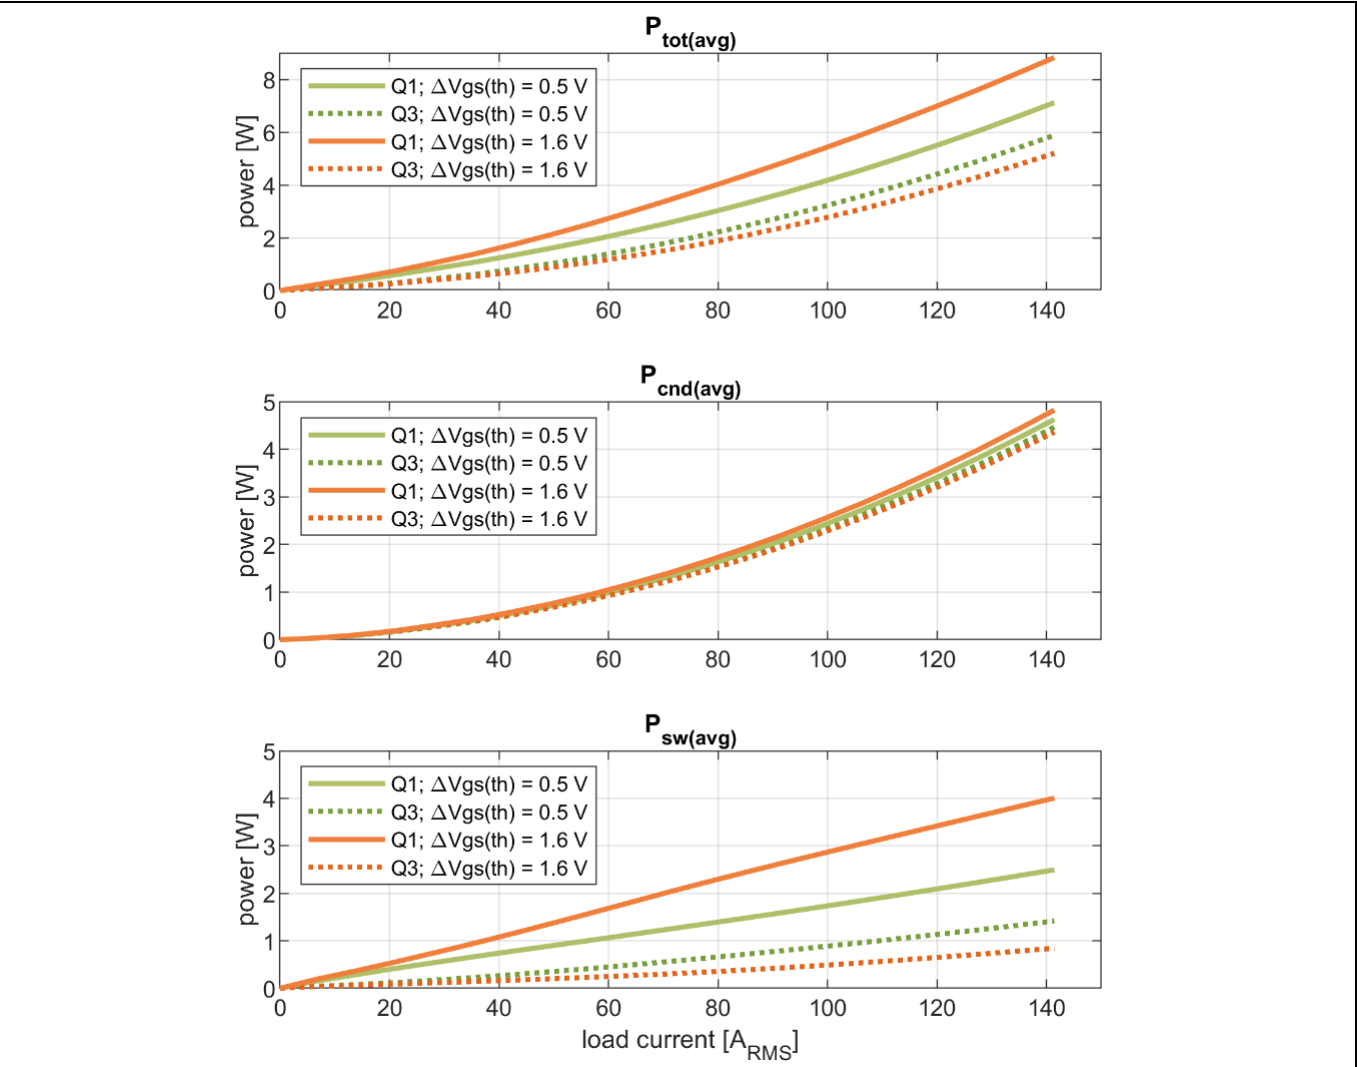 P_tot(avg)
8
6
4
2
0
power [W]
Q1; ΔVgs(th) = 0.5 V
Q3; ΔVgs(th) = 0.5 V
Q1; ΔVgs(th) = 1.6 V
Q3; ΔVgs(th) = 1.6 V
0 20 40 60 80 100 120 140
P_cnd(avg)
5
4
3
2
1
0
power [W]
Q1; ΔVgs(th) = 0.5 V
Q3; ΔVgs(th) = 0.5 V
Q1; ΔVgs(th) = 1.6 V
Q3; ΔVgs(th) = 1.6 V
0 20 40 60 80 100 120 140
P_sw(avg)
5
4
3
2
1
0
power [W]
Q1; ΔVgs(th) = 0.5 V
Q3; ΔVgs(th) = 0.5 V
Q1; ΔVgs(th) = 1.6 V
Q3; ΔVgs(th) = 1.6 V
0 20 40 60 80 100 120 140
load current [A_RMS]